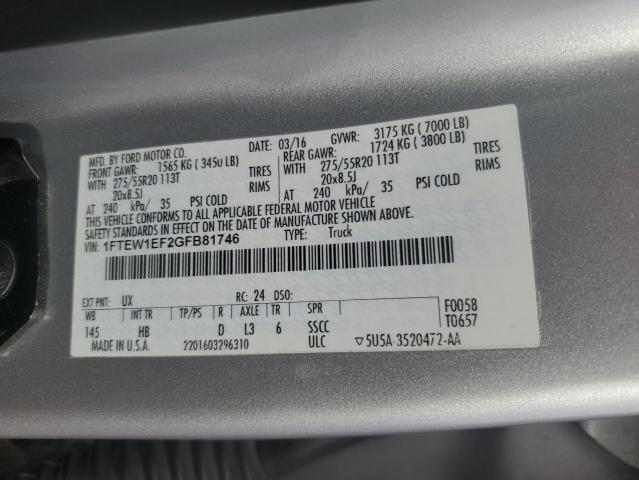 MFD. BY FORD MOTOR CO.
DATE: 03/16 GVWR: 3175 KG ( 7000 LB)
FRONT GAWR: 1565 KG ( 3450 LB) REAR GAWR: 1724 KG ( 3800 LB)
WITH 275/55R20 113T TIRES WITH 275/55R20 113T TIRES
20x8.5J RIMS 20x8.5J RIMS
AT 240 kPa/ 35 PSI COLD AT 240 kPa/ 35 PSI COLD
THIS VEHICLE CONFORMS TO ALL APPLICABLE FEDERAL MOTOR VEHICLE
SAFETY STANDARDS IN EFFECT ON THE DATE OF MANUFACTURE SHOWN ABOVE.
VIN: 1FTEW1EF2GFB81746 TYPE: Truck
EXT PNT: UX RC: 24 DSO:
WB INT TR TP/PS R AXLE TR SPR F0058
145 HB D L3 6 SSCC T0657
MADE IN U.S.A. 2201603296310 ULC ▽5U5A-3520472-AA